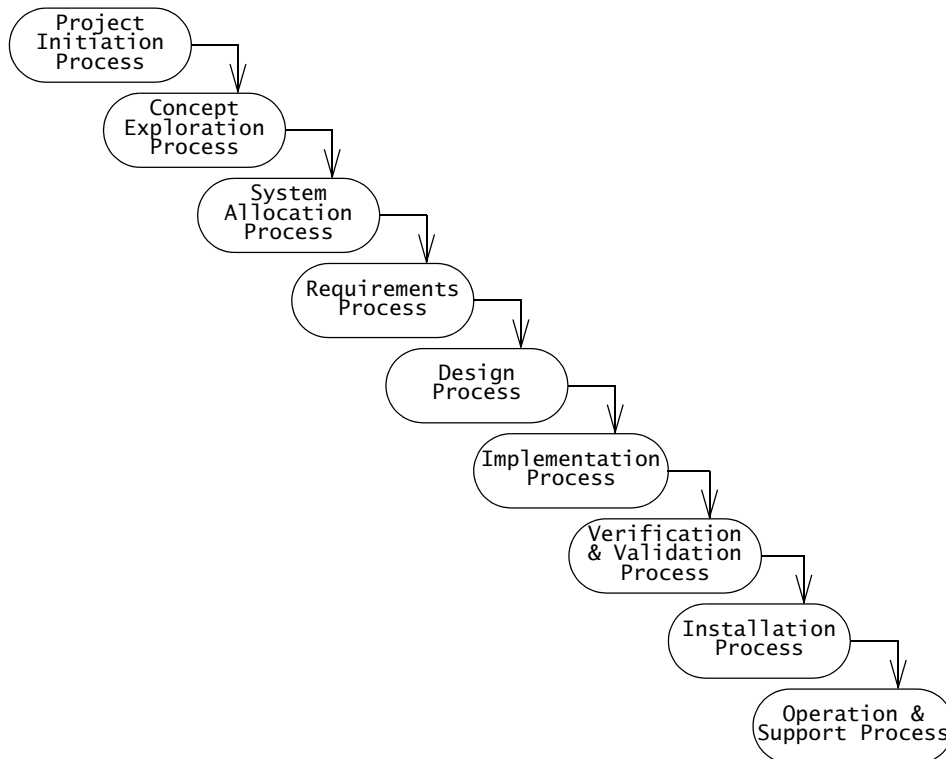 Project
Initiation
Process
Concept
Exploration
Process
System
Allocation
Process
Requirements
Process
Design
Process
Implementation
Process
Verification
& Validation
Process
Installation
Process
Operation &
Support Process